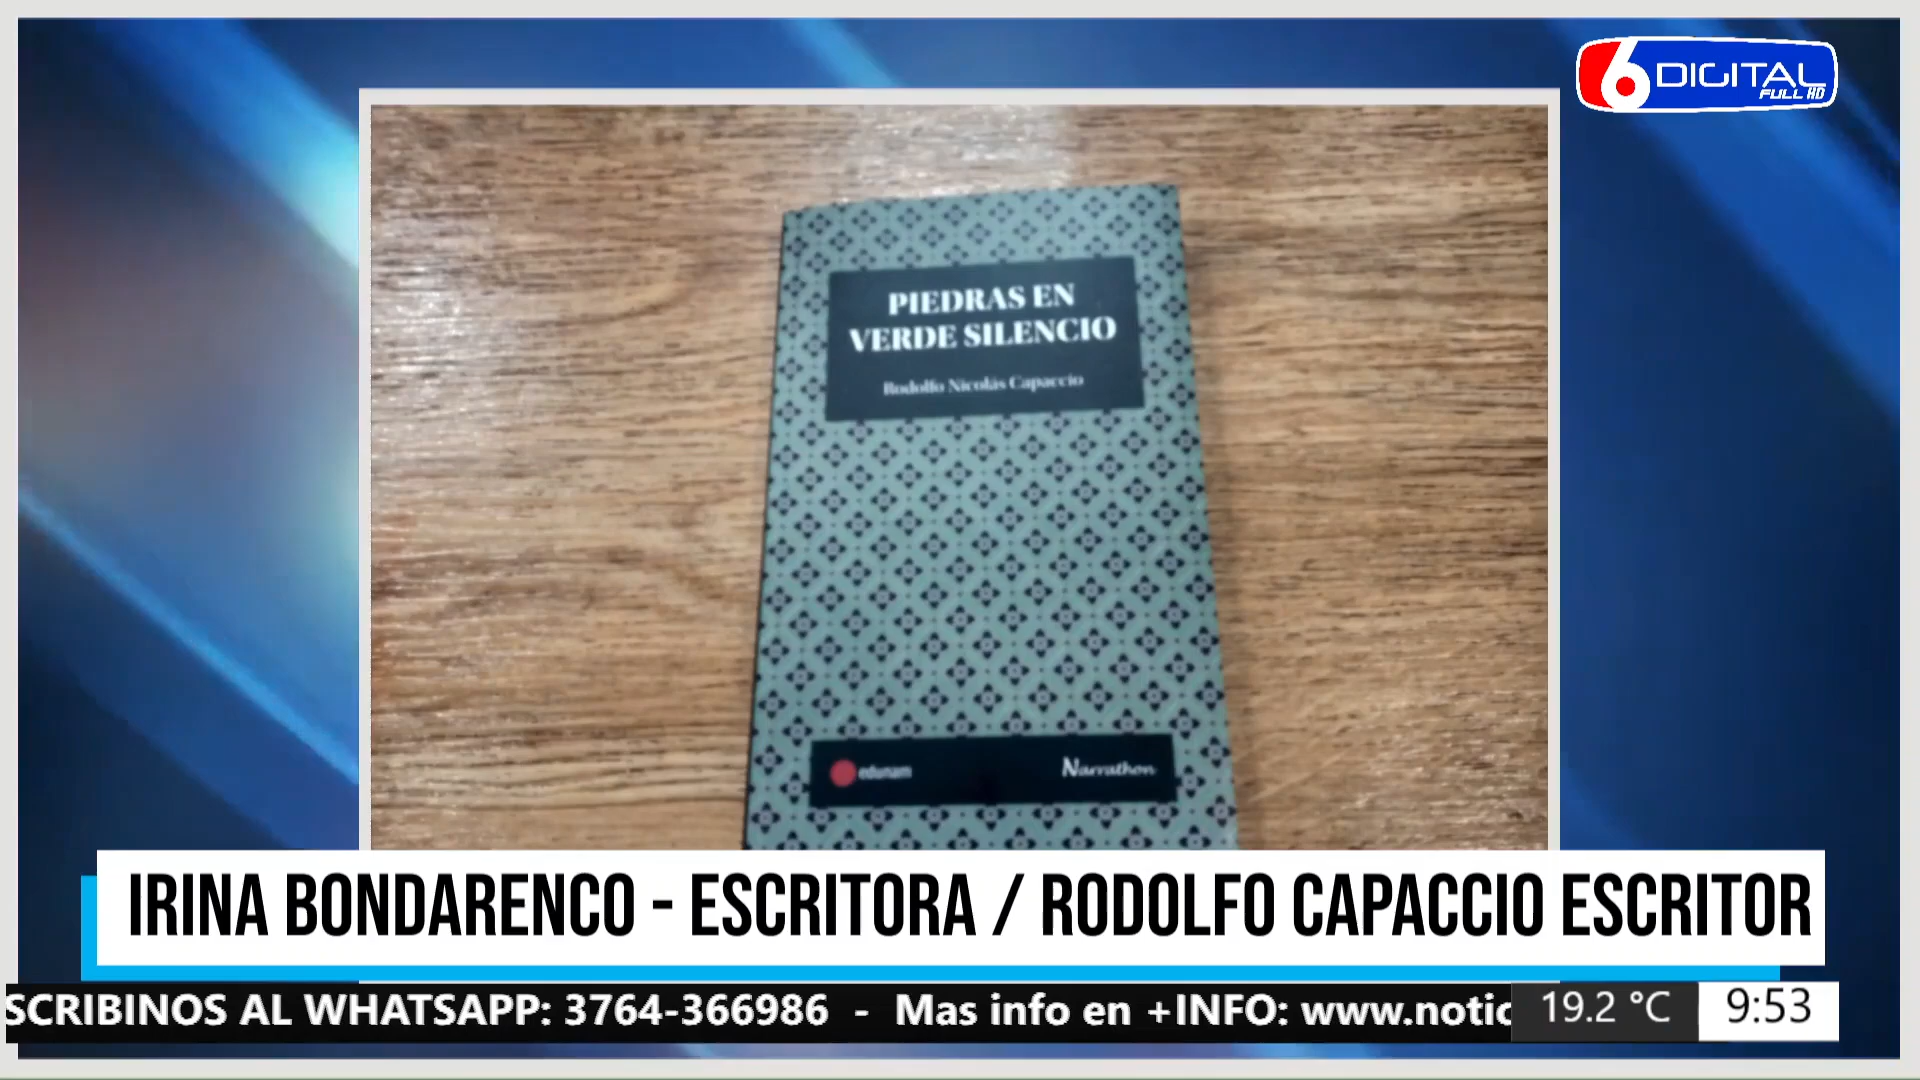 6 DIGITAL
FULL HD
PIEDRAS EN
VERDE SILENCIO
Rodolfo Nicolás Capaccio
edunam
Narrathon
IRINA BONDARENCO - ESCRITORA / RODOLFO CAPACCIO ESCRITOR
SCRIBINOS AL WHATSAPP: 3764-366986 - Mas info en +INFO: www.notic
19.2 °C
9:53